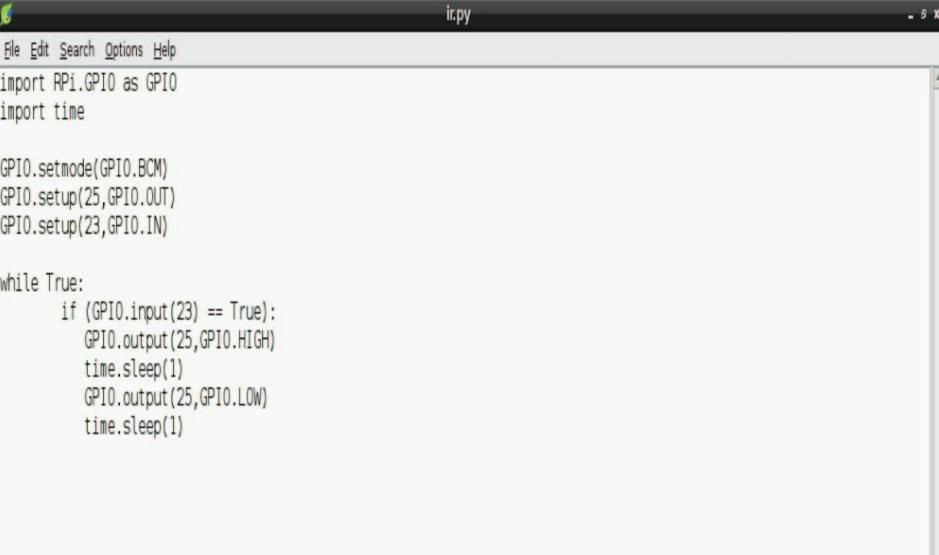 ir.py
File Edit Search Options Help
import RPi.GPIO as GPIO
import time

GPIO.setmode(GPIO.BCM)
GPIO.setup(25,GPIO.OUT)
GPIO.setup(23,GPIO.IN)

while True:
        if (GPIO.input(23) == True):
           GPIO.output(25,GPIO.HIGH)
           time.sleep(1)
           GPIO.output(25,GPIO.LOW)
           time.sleep(1)